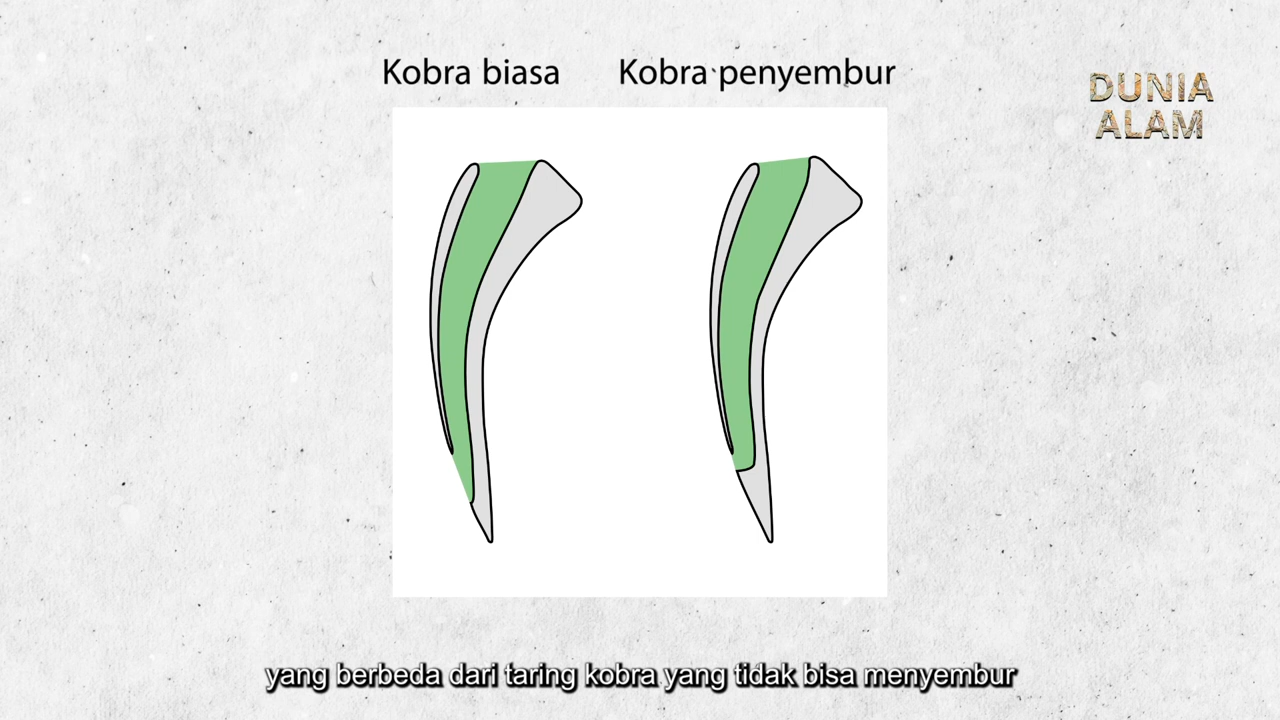 Kobra biasa
Kobra penyembur
DUNIA
ALAM
yang berbeda dari taring kobra yang tidak bisa menyembur